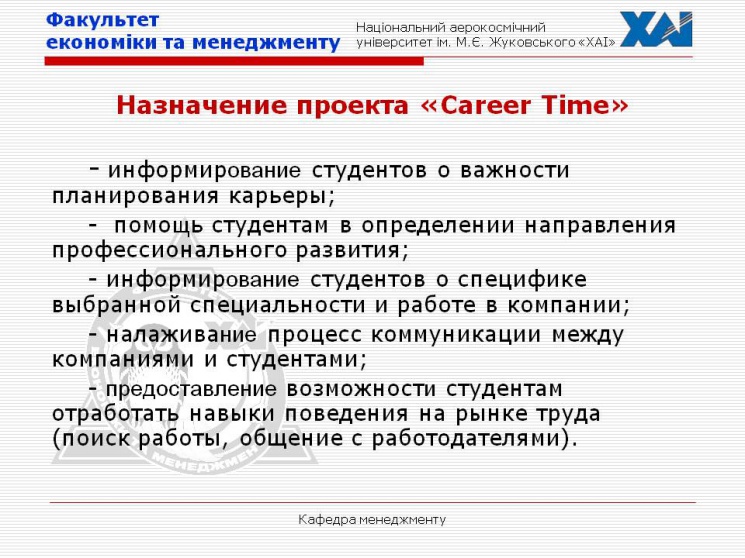 Факультет
економіки та менеджменту
Національний аерокосмічний
університет ім. М.Є. Жуковського «ХАІ»
ХАІ
Назначение проекта «Career Time»
- информирование студентов о важности
планирования карьеры;
- помощь студентам в определении направления
профессионального развития;
- информирование студентов о специфике
выбранной специальности и работе в компании;
- налаживание процесс коммуникации между
компаниями и студентами;
- предоставление возможности студентам
отработать навыки поведения на рынке труда
(поиск работы, общение с работодателями).
МЕНЕДЖМЕН
Кафедра менеджменту